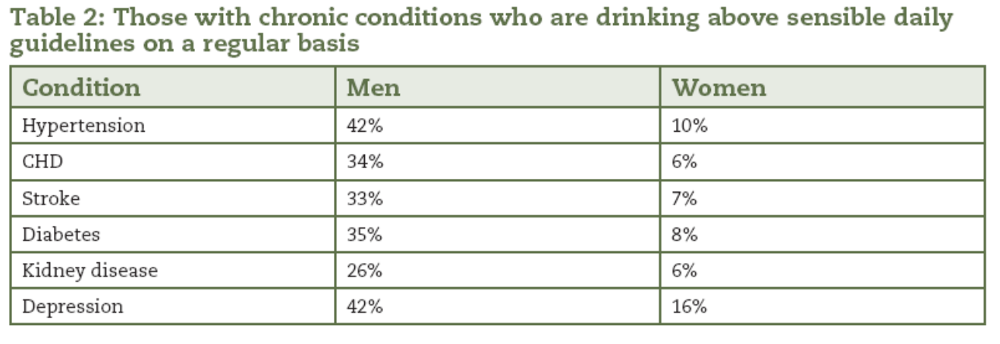 Table 2: Those with chronic conditions who are drinking above sensible daily
guidelines on a regular basis
Condition Men Women
Hypertension 42% 10%
CHD 34% 6%
Stroke 33% 7%
Diabetes 35% 8%
Kidney disease 26% 6%
Depression 42% 16%